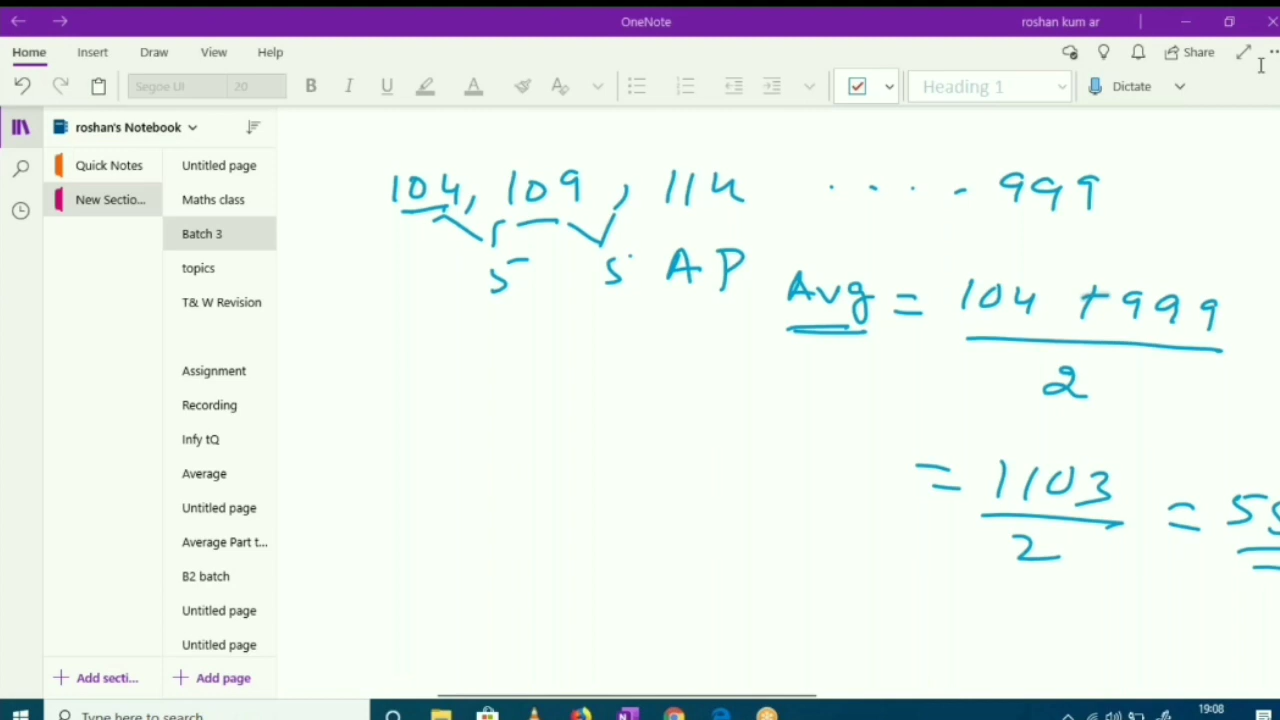 OneNote
roshan kum ar
Home Insert Draw View Help
Share
Segoe UI 20 B I U A Heading 1 Dictate
roshan's Notebook
Quick Notes
New Sectio...
Untitled page
Maths class
Batch 3
topics
T& W Revision
Assignment
Recording
Infy tQ
Average
Untitled page
Average Part t...
B2 batch
Untitled page
Untitled page
+ Add secti...
+ Add page
104, 109, 114 ..... 999
5 5 AP
Avg = 104 + 999
2
= 1103
2
=
Type here to search
19:08